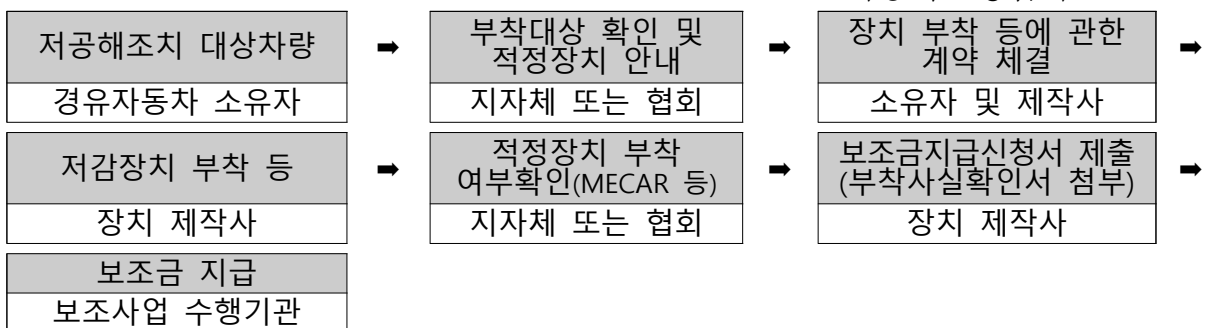 저공해조치 대상차량 ➡ 부착대상 확인 및 적정장치 안내 ➡ 장치 부착 등에 관한 계약 체결 ➡
경유자동차 소유자 지자체 또는 협회 소유자 및 제작사
저감장치 부착 등 ➡ 적정장치 부착 여부확인(MECAR 등) ➡ 보조금지급신청서 제출 (부착사실확인서 첨부) ➡
장치 제작사 지자체 또는 협회 장치 제작사
보조금 지급
보조사업 수행기관